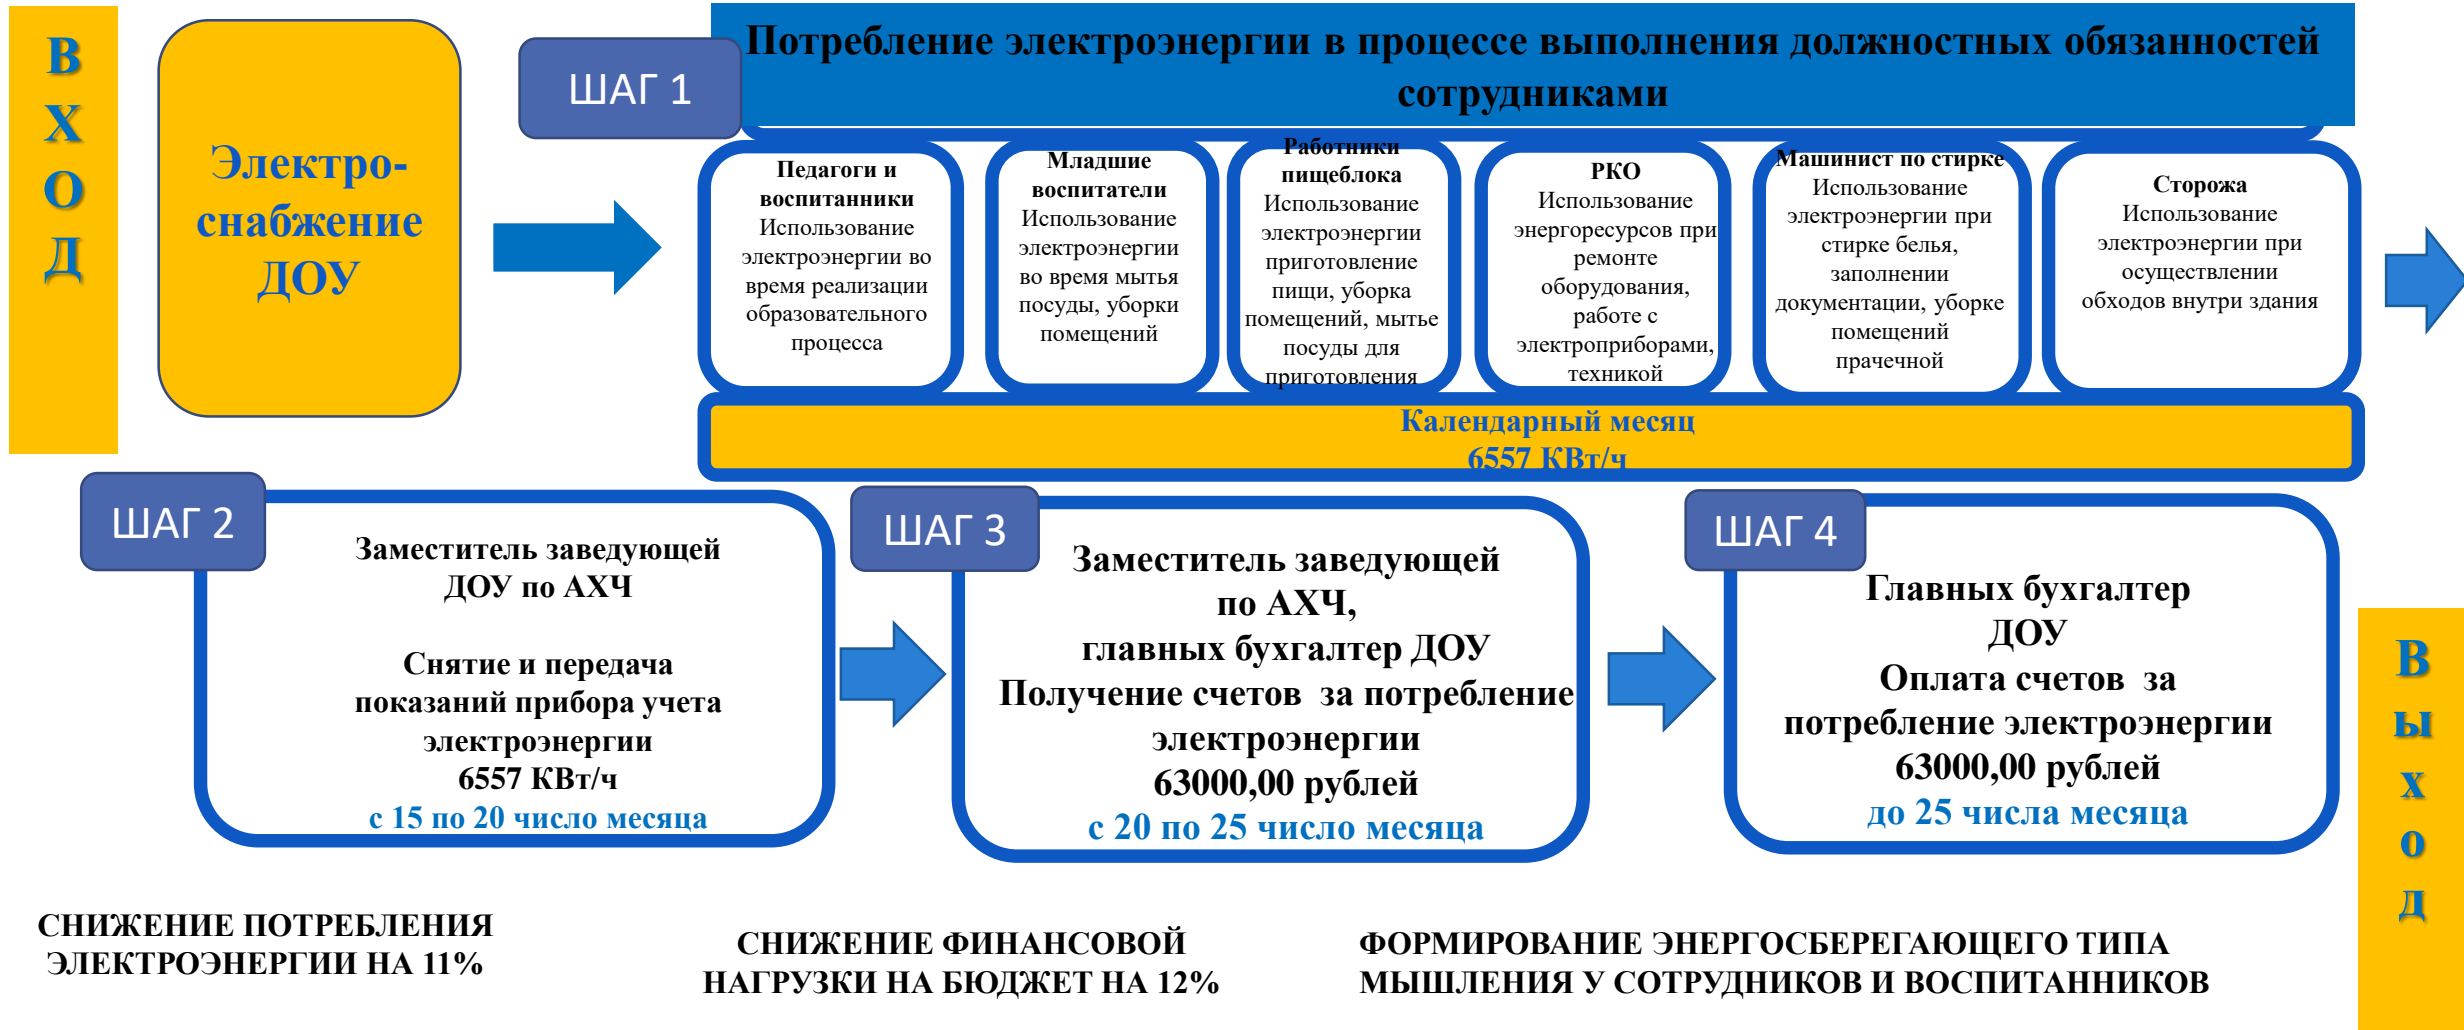 В
Х
О
Д
Электро-
снабжение
ДОУ
ШАГ 1
Потребление электроэнергии в процессе выполнения должностных обязанностей
сотрудниками
Педагоги и
воспитанники
Использование
электроэнергии во
время реализации
образовательного
процесса
Младшие
воспитатели
Использование
электроэнергии
во время мытья
посуды, уборки
помещений
Работники
пищеблока
Использование
электроэнергии
приготовление
пищи, уборка
помещений, мытье
посуды для
приготовления
РКО
Использование
энергоресурсов при
ремонте
оборудования,
работе с
электроприборами,
техникой
Машинист по стирке
Использование
электроэнергии при
стирке белья,
заполнении
документации, уборке
помещений
прачечной
Сторожа
Использование
электроэнергии при
осуществлении
обходов внутри здания
Календарный месяц
6557 КВт/ч
ШАГ 2
Заместитель заведующей
ДОУ по АХЧ
Снятие и передача
показаний прибора учета
электроэнергии
6557 КВт/ч
с 15 по 20 число месяца
ШАГ 3
Заместитель заведующей
по АХЧ,
главных бухгалтер ДОУ
Получение счетов за потребление
электроэнергии
63000,00 рублей
с 20 по 25 число месяца
ШАГ 4
Главных бухгалтер
ДОУ
Оплата счетов за
потребление электроэнергии
63000,00 рублей
до 25 числа месяца
В
ы
х
о
д
СНИЖЕНИЕ ПОТРЕБЛЕНИЯ
ЭЛЕКТРОЭНЕРГИИ НА 11%
СНИЖЕНИЕ ФИНАНСОВОЙ
НАГРУЗКИ НА БЮДЖЕТ НА 12%
ФОРМИРОВАНИЕ ЭНЕРГОСБЕРЕГАЮЩЕГО ТИПА
МЫШЛЕНИЯ У СОТРУДНИКОВ И ВОСПИТАННИКОВ